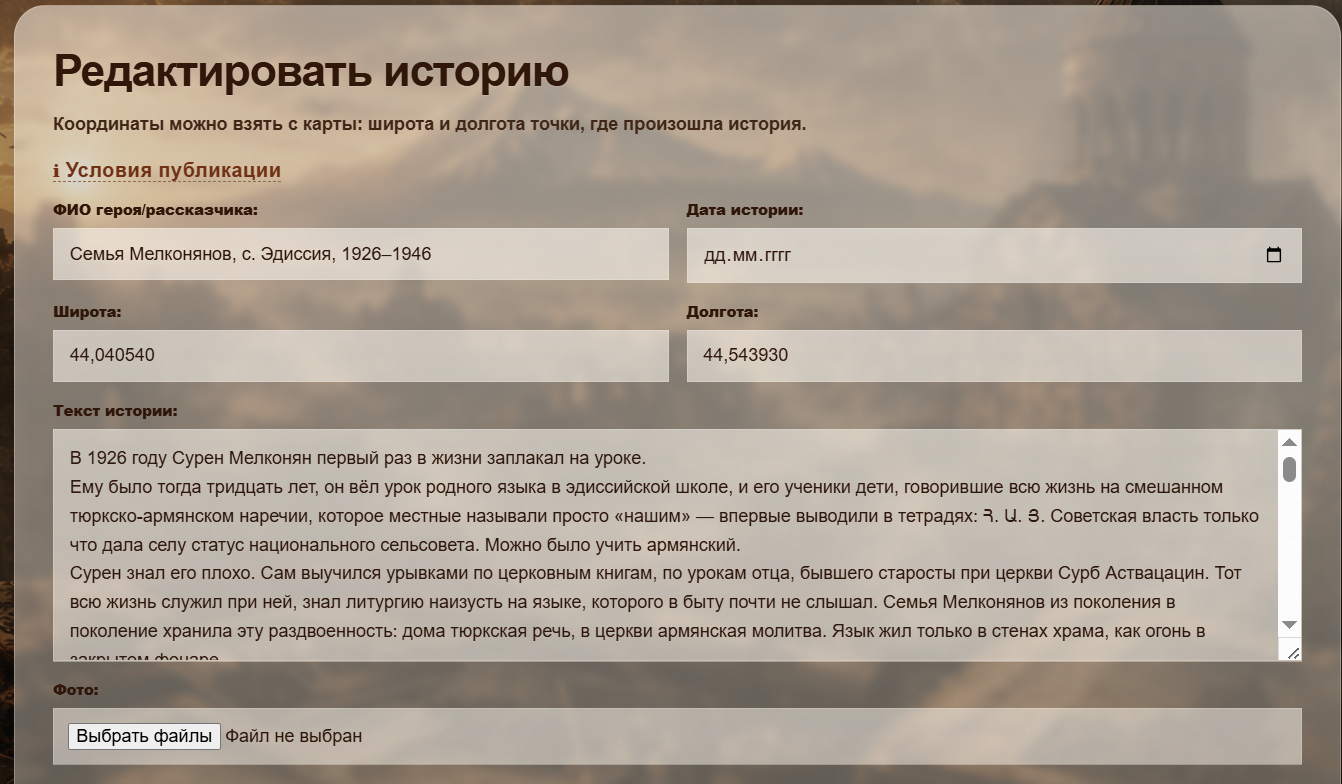 Редактировать историю
Координаты можно взять с карты: широта и долгота точки, где произошла история.
ℹ Условия публикации
ФИО героя/рассказчика:
Дата истории:
Семья Мелконянов, с. Эдиссия, 1926–1946
дд.мм.гггг
Широта:
Долгота:
44,040540
44,543930
Текст истории:
В 1926 году Сурен Мелконян первый раз в жизни заплакал на уроке.
Ему было тогда тридцать лет, он вёл урок родного языка в эдиссийской школе, и его ученики дети, говорившие всю жизнь на смешанном
тюркско-армянском наречии, которое местные называли просто «нашим» — впервые выводили в тетрадях: Հ. Ա. Յ. Советская власть только
что дала селу статус национального сельсовета. Можно было учить армянский.
Сурен знал его плохо. Сам выучился урывками по церковным книгам, по урокам отца, бывшего старосты при церкви Сурб Аствацацин. Тот
всю жизнь служил при ней, знал литургию наизусть на языке, которого в быту почти не слышал. Семья Мелконянов из поколения в
поколение хранила эту раздвоенность: дома тюркская речь, в церкви армянская молитва. Язык жил только в стенах храма, как огонь в
закрытом фонаре.
Фото:
Выбрать файлы Файл не выбран